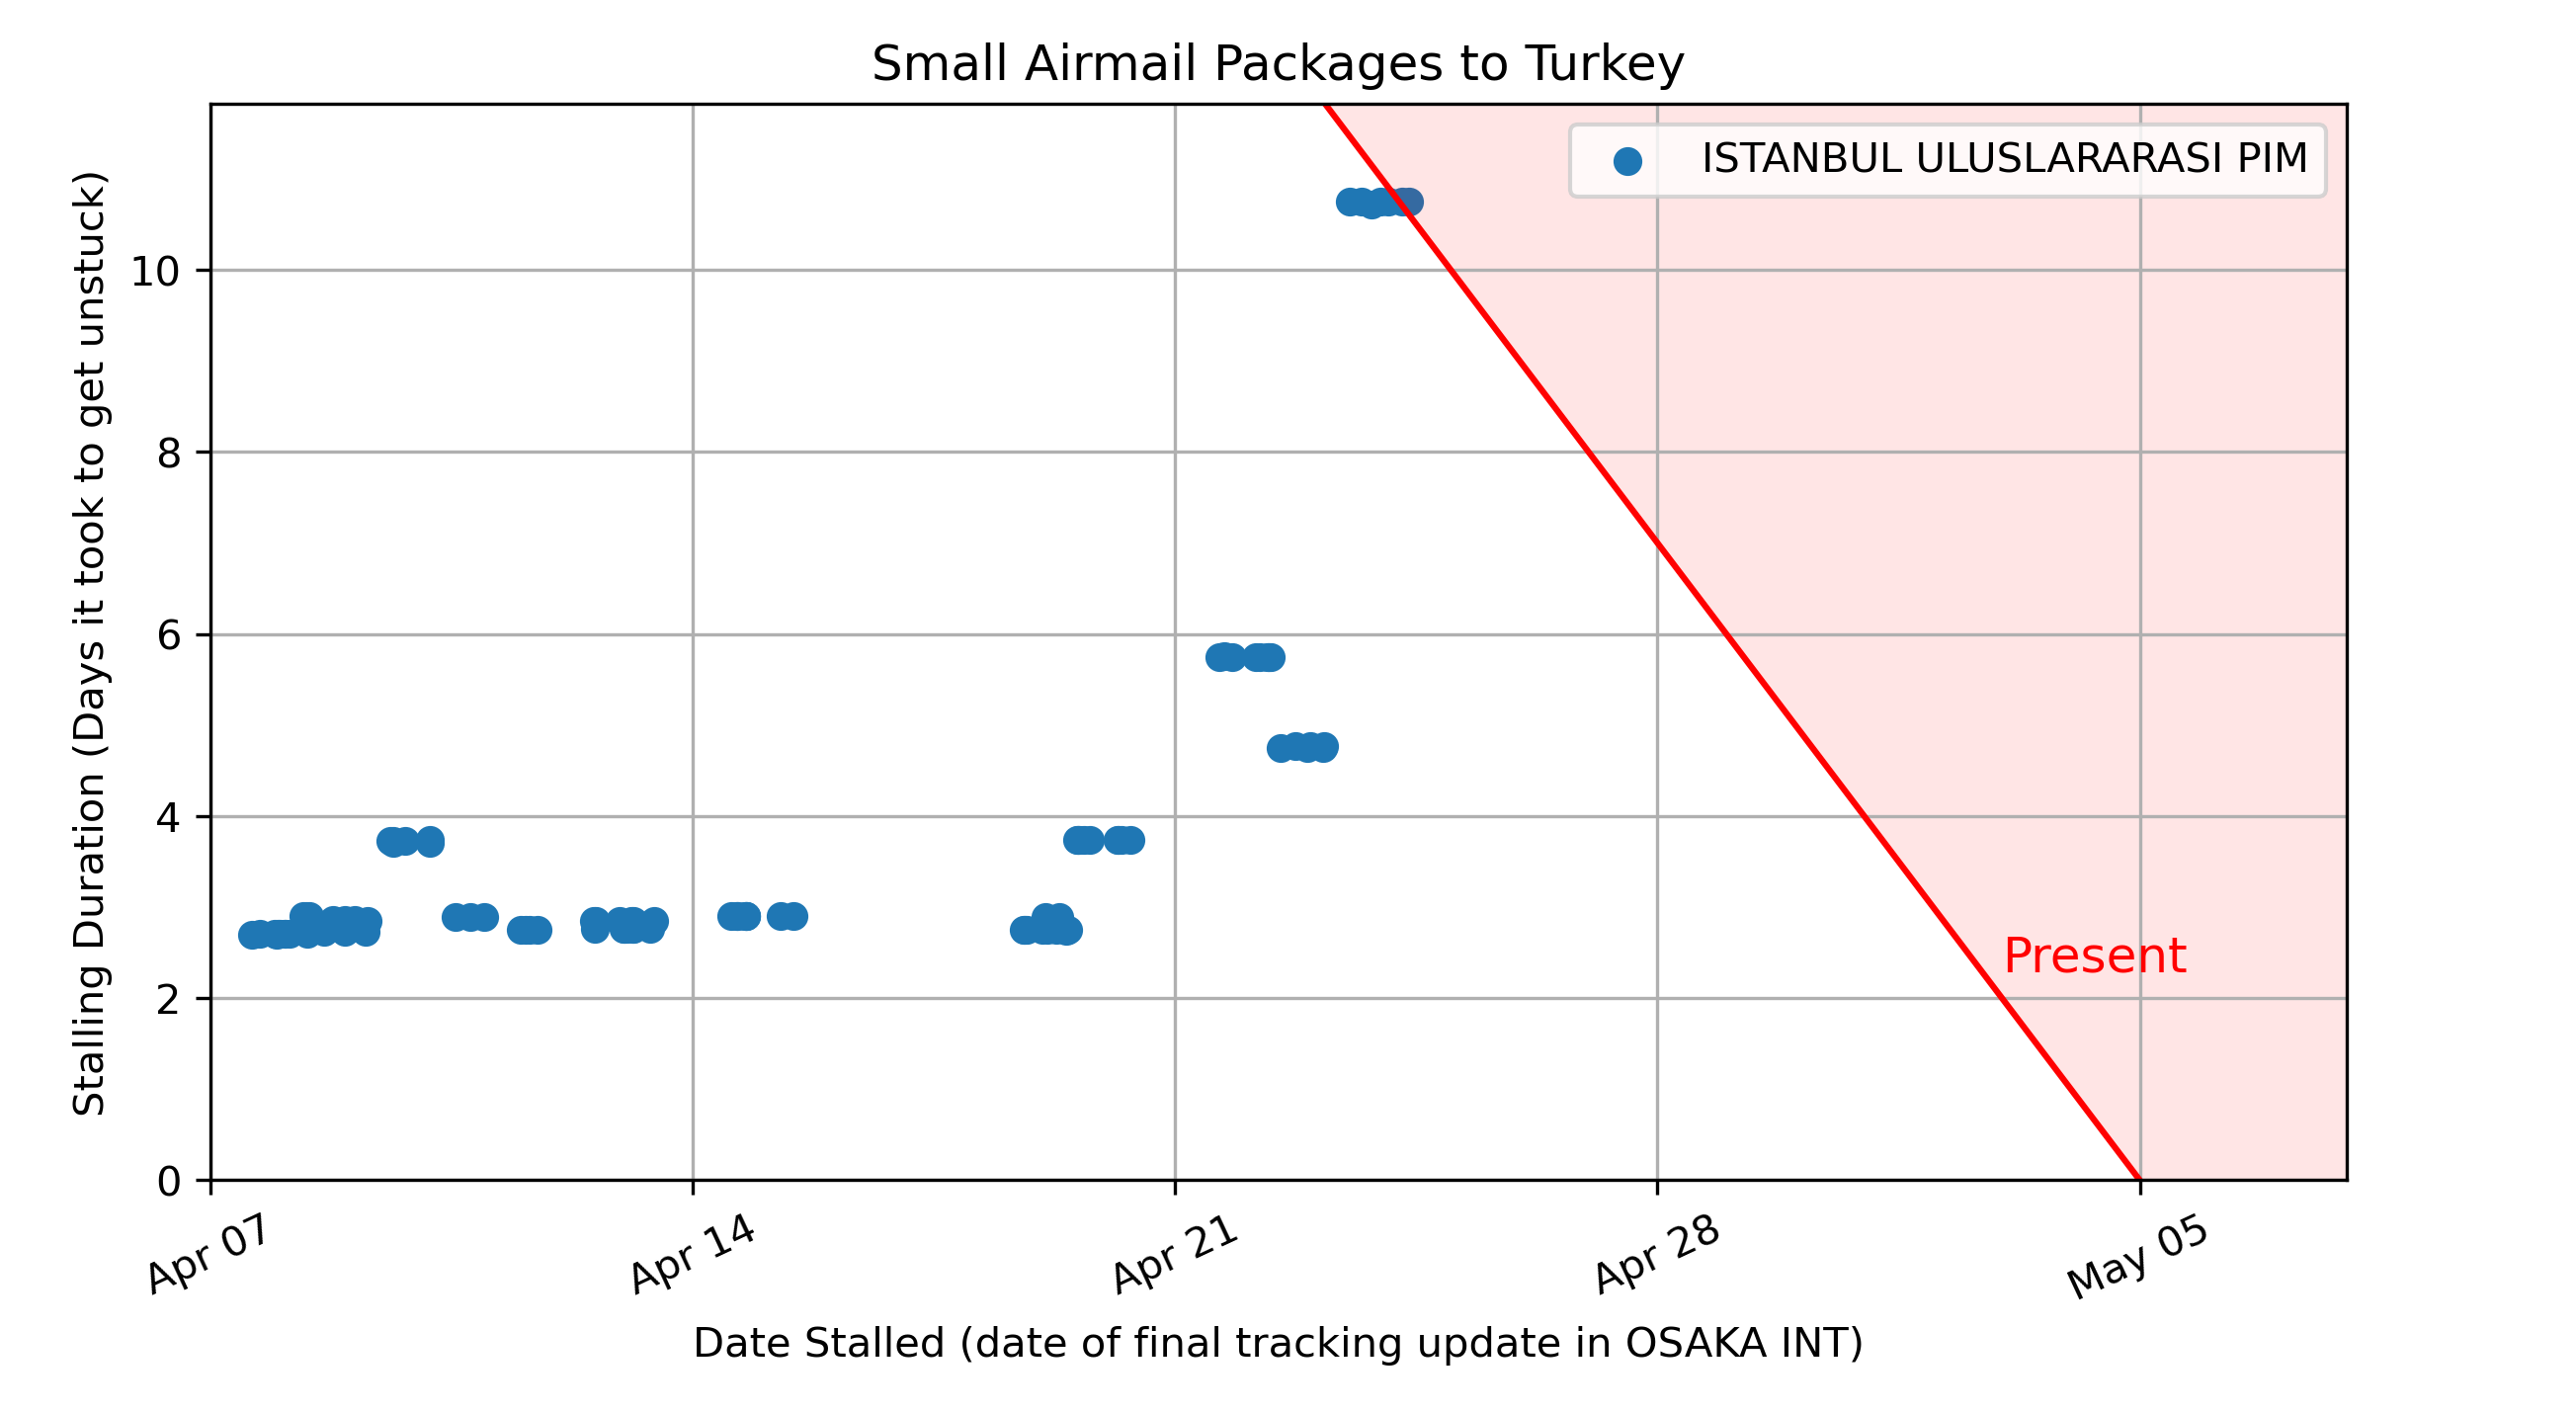 Small Airmail Packages to Turkey
ISTANBUL ULUSLARARASI PIM
Stalling Duration (Days it took to get unstuck)
10
8
6
4
2
0
Present
Apr 07
Apr 14
Apr 21
Apr 28
May 05
Date Stalled (date of final tracking update in OSAKA INT)